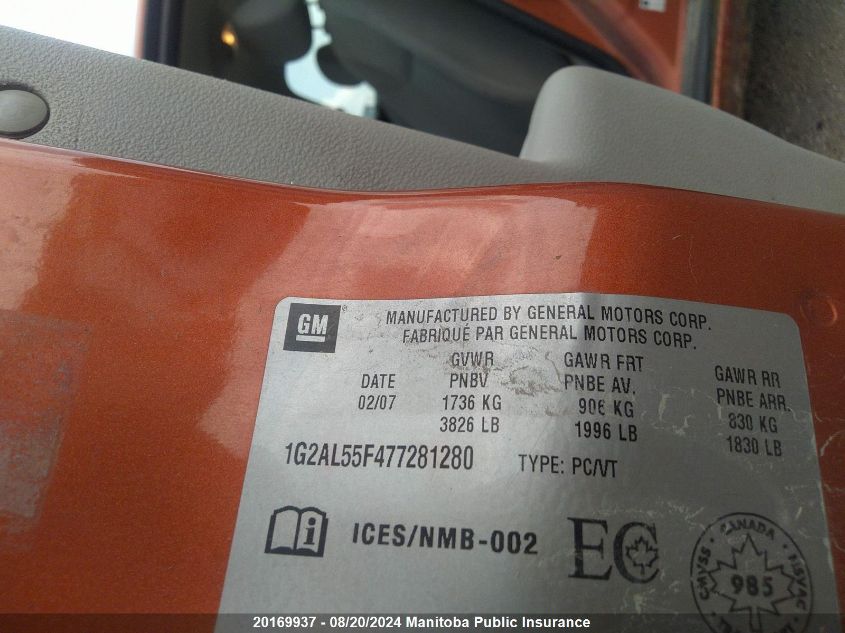 GM
MANUFACTURED BY GENERAL MOTORS CORP.
FABRIQUÉ PAR GENERAL MOTORS CORP.
GVWR GAWR FRT GAWR RR
DATE PNBV PNBE AV. PNBE ARR.
02/07 1736 KG 906 KG 830 KG
3826 LB 1996 LB 1830 LB
1G2AL55F477281280 TYPE: PC/VT
i ICES/NMB-002 EC
CMVSS - CANADA - NSVAC
985
20169937 - 08/20/2024 Manitoba Public Insurance